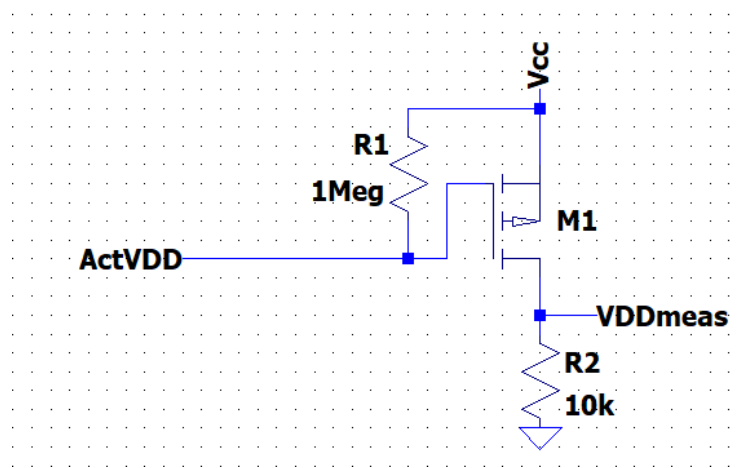 Vcc
R1
1Meg
M1
ActVDD
VDDmeas
R2
10k